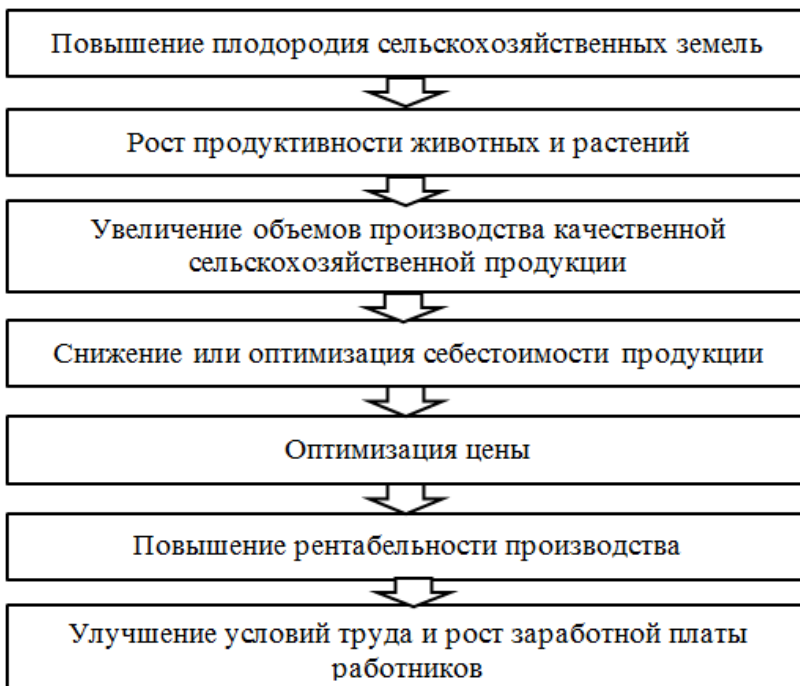 Повышение плодородия сельскохозяйственных земель
Рост продуктивности животных и растений
Увеличение объемов производства качественной
сельскохозяйственной продукции
Снижение или оптимизация себестоимости продукции
Оптимизация цены
Повышение рентабельности производства
Улучшение условий труда и рост заработной платы
работников